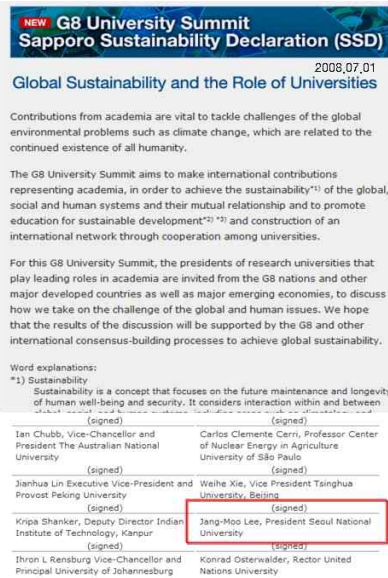 NEW G8 University Summit
Sapporo Sustainability Declaration (SSD)
2008,07,01
Global Sustainability and the Role of Universities
Contributions from academia are vital to tackle challenges of the global
environmental problems such as climate change, which are related to the
continued existence of all humanity.
The G8 University Summit aims to make international contributions
representing academia, in order to achieve the sustainability*1) of the global,
social and human systems and their mutual relationship and to promote
education for sustainable development*2) *3) and construction of an
international network through cooperation among universities.
For this G8 University Summit, the presidents of research universities that
play leading roles in academia are invited from the G8 nations and other
major developed countries as well as major emerging economies, to discuss
how we take on the challenge of the global and human issues. We hope
that the results of the discussion will be supported by the G8 and other
international consensus-building processes to achieve global sustainability.
Word explanations:
*1) Sustainability
Sustainability is a concept that focuses on the future maintenance and longevity
of human well-being and security. It considers interaction within and between
(signed) (signed)
Ian Chubb, Vice-Chancellor and Carlos Clemente Cerri, Professor Center
President The Australian National of Nuclear Energy in Agriculture
University University of São Paulo
(signed) (signed)
Jianhua Lin Executive Vice-President and Weihe Xie, Vice President Tsinghua
Provost Peking University University, Beijing
(signed) (signed)
Kripa Shanker, Deputy Director Indian Jang-Moo Lee, President Seoul National
Institute of Technology, Kanpur University
(signed) (signed)
Ihron L Rensburg Vice-Chancellor and Konrad Osterwalder, Rector United
Principal University of Johannesburg Nations University